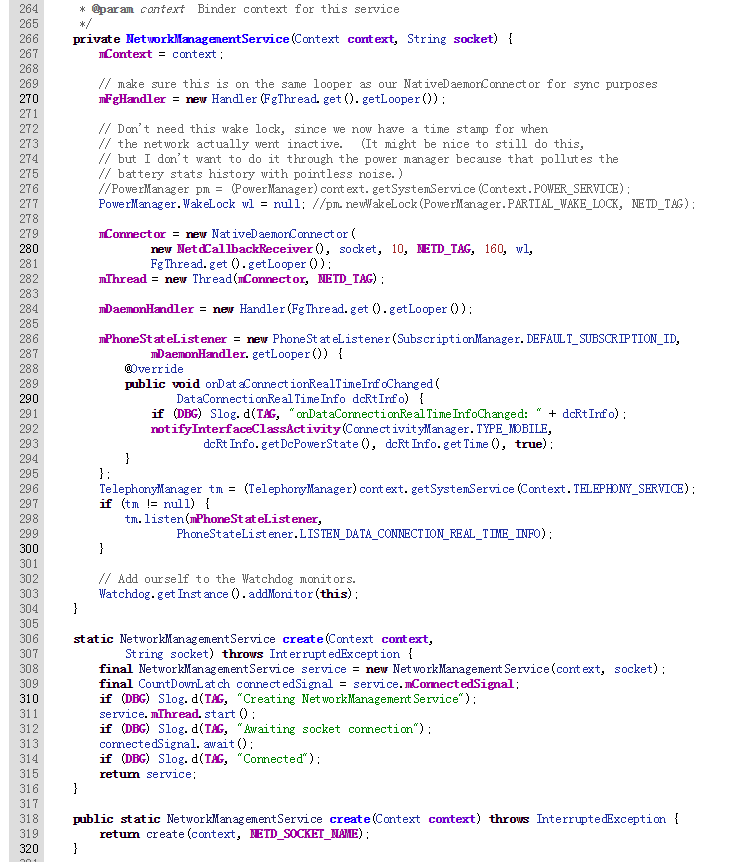 264      * @param context  Binder context for this service
265      */
266     private NetworkManagementService(Context context, String socket) {
267         mContext = context;
268
269         // make sure this is on the same looper as our NativeDaemonConnector for sync purposes
270         mFgHandler = new Handler(FgThread.get().getLooper());
271
272         // Don't need this wake lock, since we now have a time stamp for when
273         // the network actually went inactive.  (It might be nice to still do this,
274         // but I don't want to do it through the power manager because that pollutes the
275         // battery stats history with pointless noise.)
276         //PowerManager pm = (PowerManager)context.getSystemService(Context.POWER_SERVICE);
277         PowerManager.WakeLock wl = null; //pm.newWakeLock(PowerManager.PARTIAL_WAKE_LOCK, NETD_TAG);
278
279         mConnector = new NativeDaemonConnector(
280                 new NetdCallbackReceiver(), socket, 10, NETD_TAG, 160, wl,
281                 FgThread.get().getLooper());
282         mThread = new Thread(mConnector, NETD_TAG);
283
284         mDaemonHandler = new Handler(FgThread.get().getLooper());
285
286         mPhoneStateListener = new PhoneStateListener(SubscriptionManager.DEFAULT_SUBSCRIPTION_ID,
287                 mDaemonHandler.getLooper()) {
288             @Override
289             public void onDataConnectionRealTimeInfoChanged(
290                     DataConnectionRealTimeInfo dcRtInfo) {
291                 if (DBG) Slog.d(TAG, "onDataConnectionRealTimeInfoChanged: " + dcRtInfo);
292                 notifyInterfaceClassActivity(ConnectivityManager.TYPE_MOBILE,
293                         dcRtInfo.getDcPowerState(), dcRtInfo.getTime(), true);
294             }
295         };
296         TelephonyManager tm = (TelephonyManager)context.getSystemService(Context.TELEPHONY_SERVICE);
297         if (tm != null) {
298             tm.listen(mPhoneStateListener,
299                     PhoneStateListener.LISTEN_DATA_CONNECTION_REAL_TIME_INFO);
300         }
301
302         // Add ourself to the Watchdog monitors.
303         Watchdog.getInstance().addMonitor(this);
304     }
305
306     static NetworkManagementService create(Context context,
307             String socket) throws InterruptedException {
308         final NetworkManagementService service = new NetworkManagementService(context, socket);
309         final CountDownLatch connectedSignal = service.mConnectedSignal;
310         if (DBG) Slog.d(TAG, "Creating NetworkManagementService");
311         service.mThread.start();
312         if (DBG) Slog.d(TAG, "Awaiting socket connection");
313         connectedSignal.await();
314         if (DBG) Slog.d(TAG, "Connected");
315         return service;
316     }
317
318     public static NetworkManagementService create(Context context) throws InterruptedException {
319         return create(context, NETD_SOCKET_NAME);
320     }